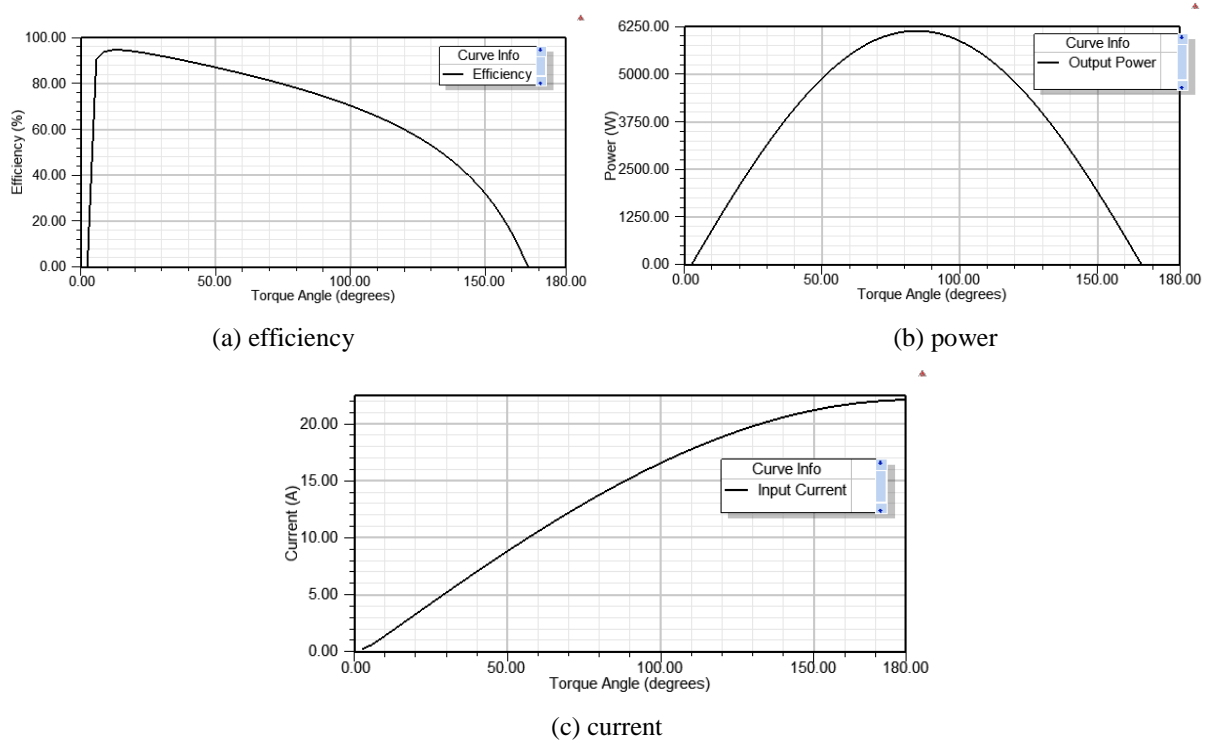 100.00
80.00
60.00
40.00
20.00
0.00
Efficiency (%)
Curve Info
Efficiency
0.00 50.00 100.00 150.00 180.00
Torque Angle (degrees)
(a) efficiency
6250.00
5000.00
3750.00
2500.00
1250.00
0.00
Power (W)
Curve Info
Output Power
0.00 50.00 100.00 150.00 180.00
Torque Angle (degrees)
(b) power
20.00
15.00
10.00
5.00
0.00
Current (A)
Curve Info
Input Current
0.00 50.00 100.00 150.00 180.00
Torque Angle (degrees)
(c) current